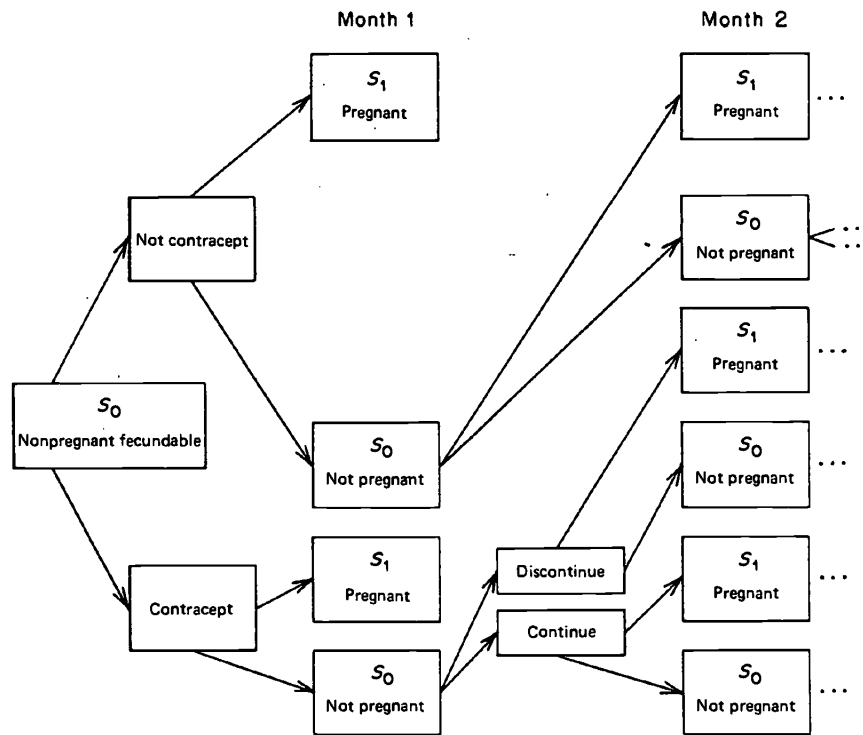 Month 1
Month 2
S1
Pregnant
S1
Pregnant
...
Not contracept
S0
Not pregnant
S0
Nonpregnant fecundable
S1
Pregnant
...
S0
Not pregnant
S0
Not pregnant
...
Contracept
S1
Pregnant
Discontinue
S1
Pregnant
...
Continue
S0
Not pregnant
S0
Not pregnant
...